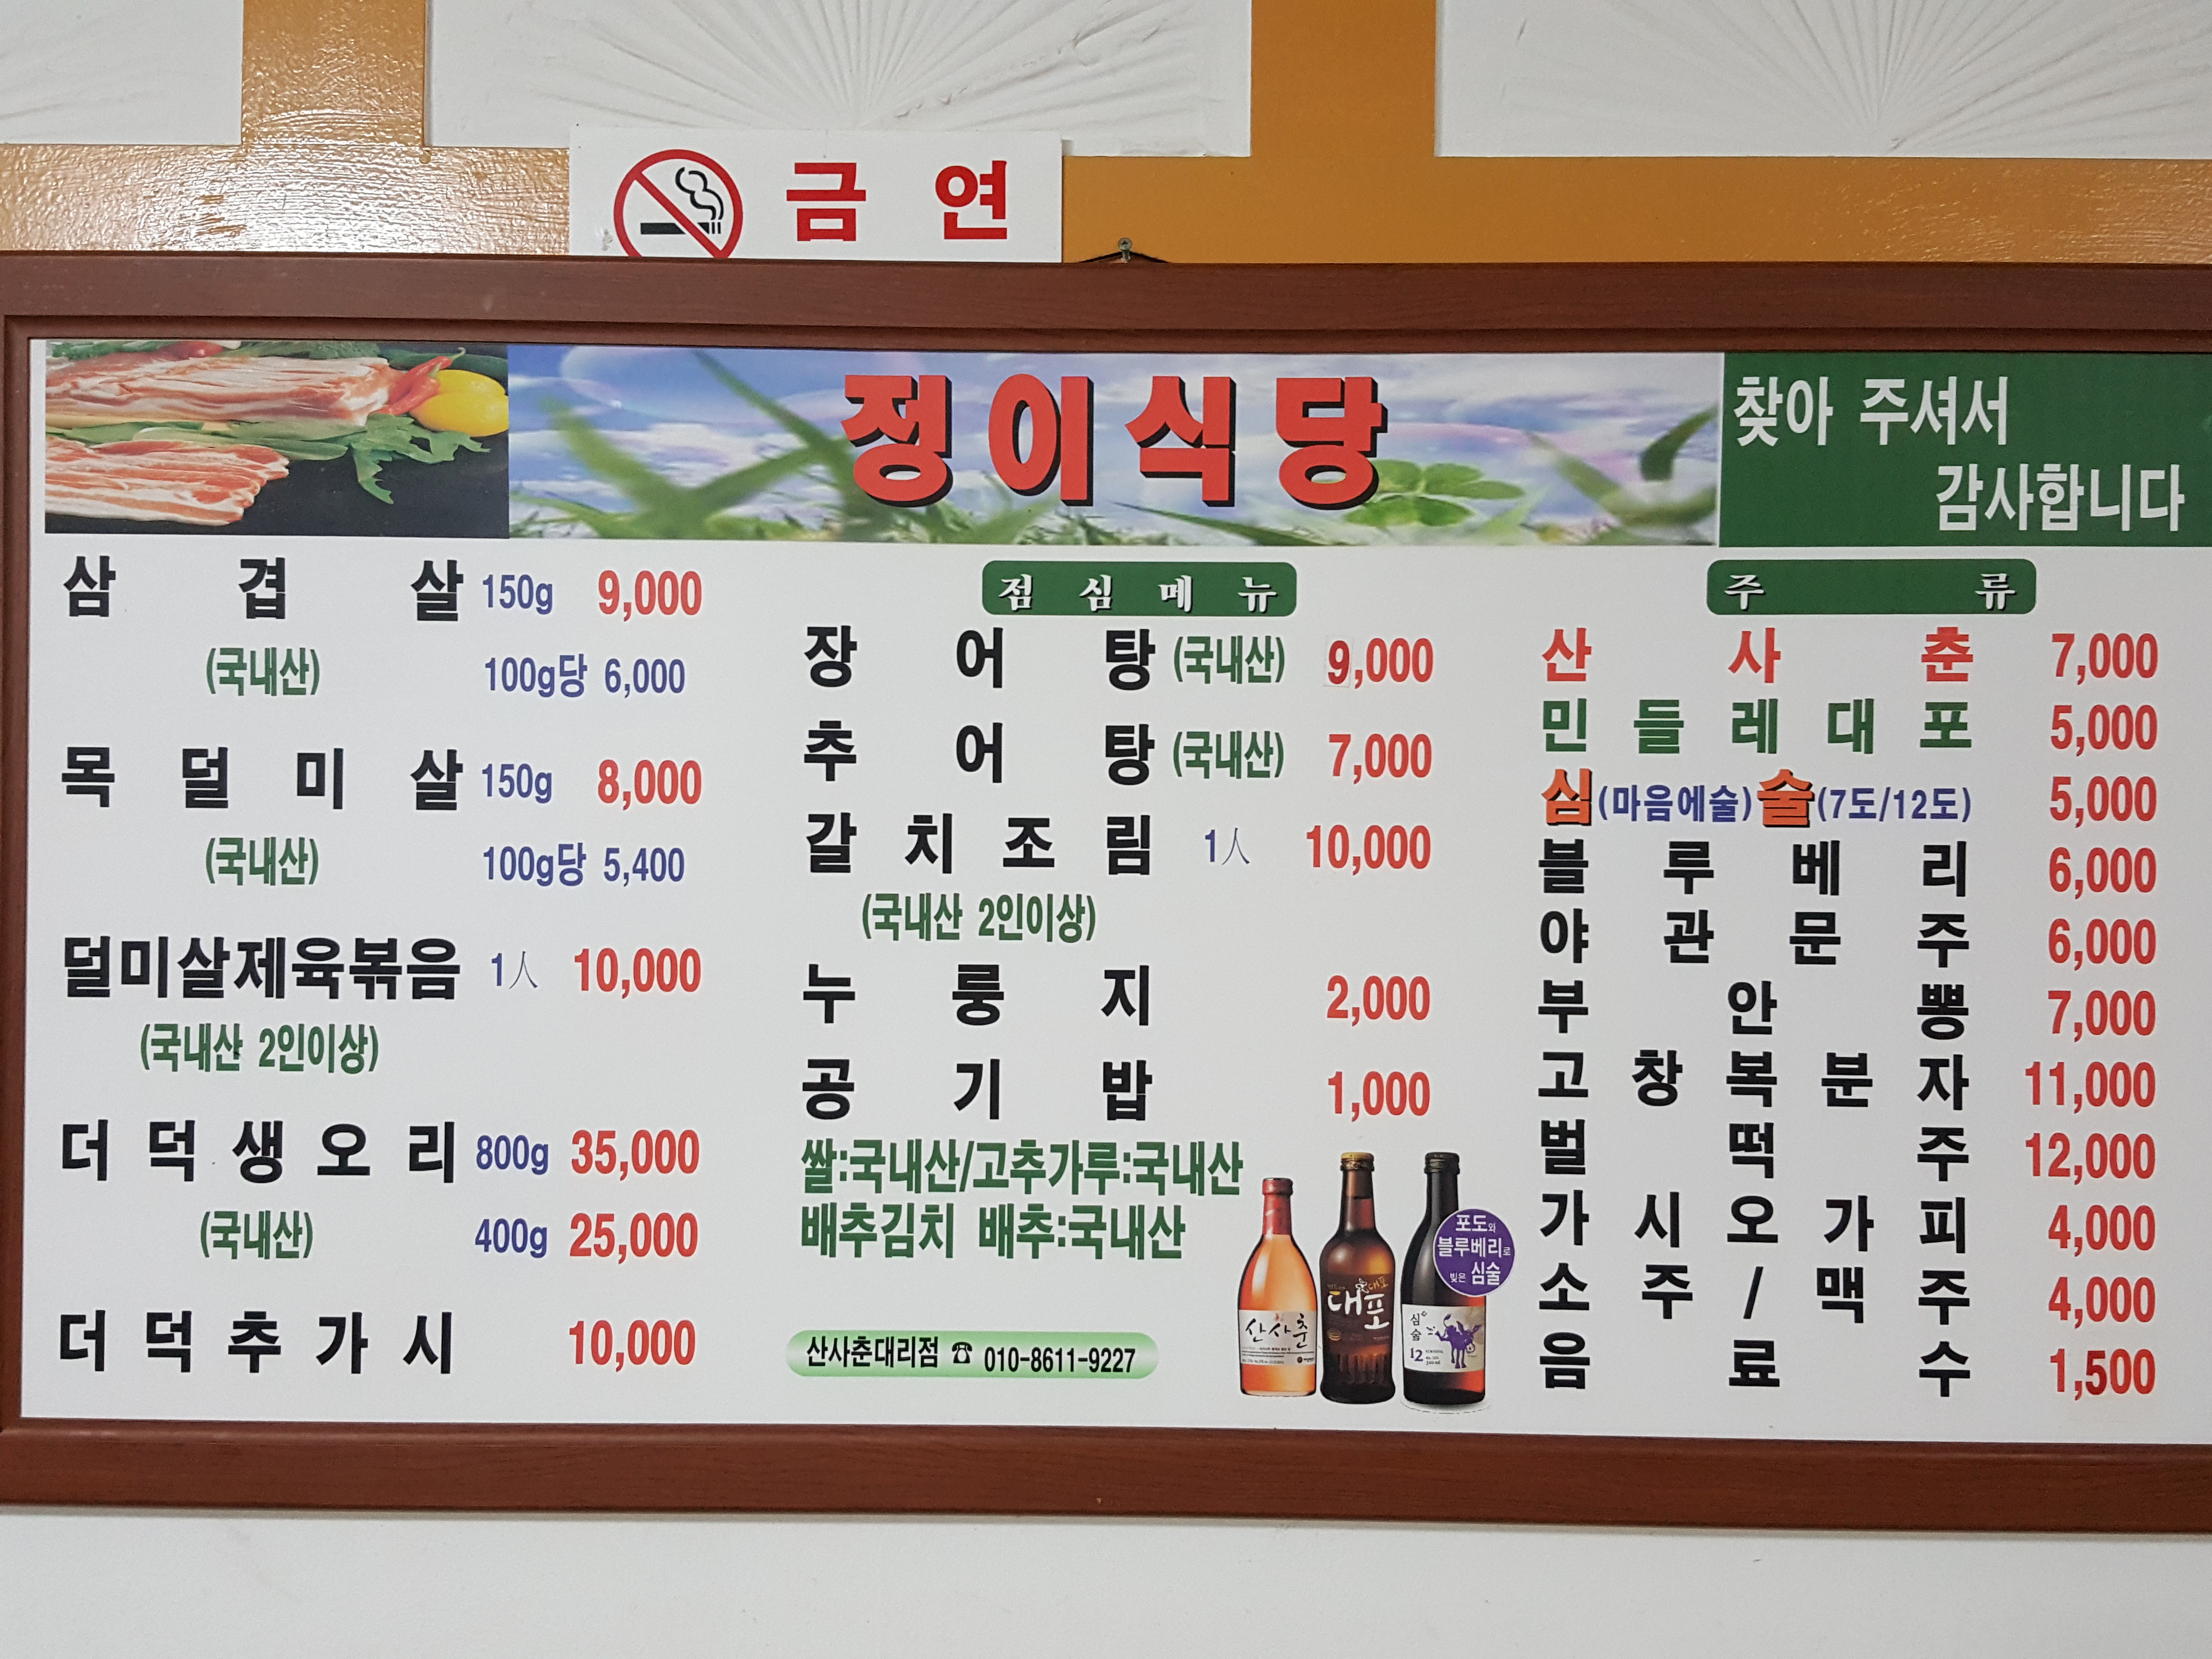 금 연
정이식당
찾아 주셔서
감사합니다
삼겹살 150g 9,000
(국내산) 100g당 6,000
목덜미살 150g 8,000
(국내산) 100g당 5,400
덜미살제육볶음 1人 10,000
(국내산 2인이상)
더덕생오리 800g 35,000
(국내산) 400g 25,000
더덕추가시 10,000
점심메뉴
장어탕 (국내산) 9,000
추어탕 (국내산) 7,000
갈치조림 1人 10,000
(국내산 2인이상)
누룽지 2,000
공기밥 1,000
쌀:국내산/고추가루:국내산
배추김치 배추:국내산
산사춘대리점 ☎ 010-8611-9227
산사춘
대포
심술
12
포도와
블루베리로
빚은 심술
주류
산사춘 7,000
민들레대포 5,000
심(마음에술)술(7도/12도) 5,000
블루베리 6,000
야관문주 6,000
부안뽕 7,000
고창복분자 11,000
벌떡주 12,000
가시오가피 4,000
소주/맥주 4,000
음료수 1,500